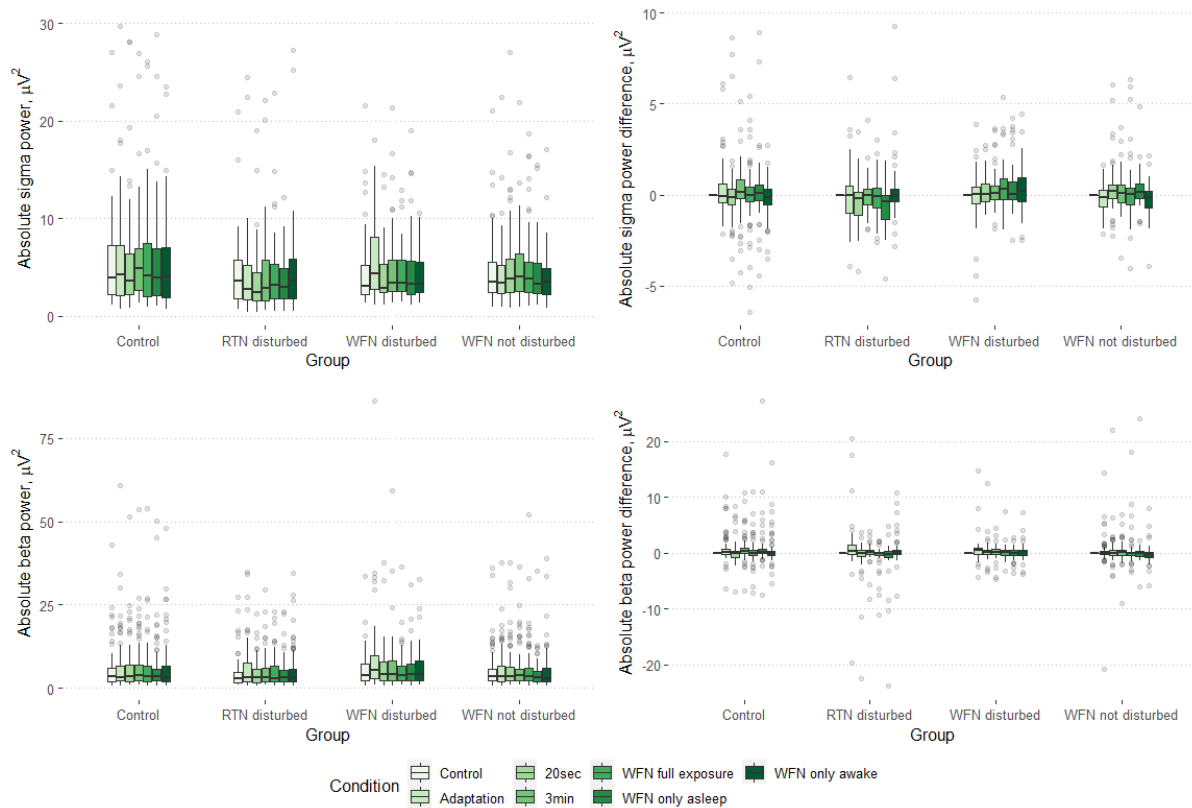 Absolute sigma power, μV²
30
20
10
0
Control
RTN disturbed
WFN disturbed
WFN not disturbed
Group
Absolute sigma power difference, μV²
10
5
0
-5
Control
RTN disturbed
WFN disturbed
WFN not disturbed
Group
Absolute beta power, μV²
75
50
25
0
Control
RTN disturbed
WFN disturbed
WFN not disturbed
Group
Absolute beta power difference, μV²
20
10
0
-10
-20
Control
RTN disturbed
WFN disturbed
WFN not disturbed
Group
Condition
Control
Adaptation
20sec
3min
WFN full exposure
WFN only asleep
WFN only awake